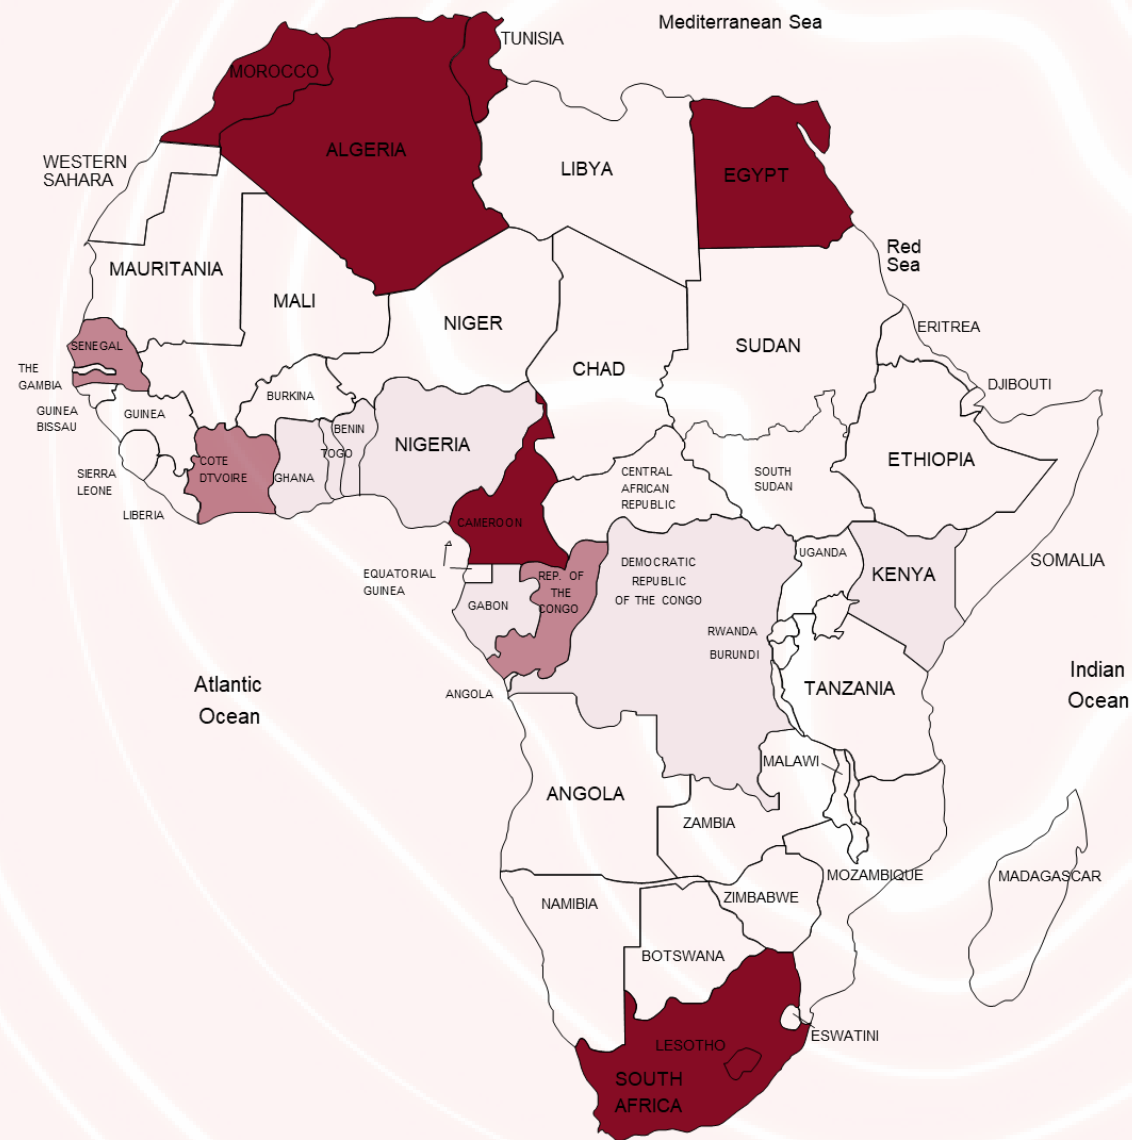 Mediterranean Sea
TUNISIA
MOROCCO
ALGERIA
WESTERN
SAHARA
LIBYA
EGYPT
Red
Sea
MAURITANIA
MALI
NIGER
ERITREA
SENEGAL
SUDAN
CHAD
THE
GAMBIA
DJIBOUTI
BURKINA
GUINEA
BISSAU
GUINEA
BENIN
NIGERIA
TOGO
COTE
DTVOIRE
GHANA
ETHIOPIA
SIERRA
LEONE
CENTRAL
AFRICAN
REPUBLIC
SOUTH
SUDAN
LIBERIA
CAMEROON
UGANDA
SOMALIA
EQUATORIAL
GUINEA
REP. OF
THE
CONGO
DEMOCRATIC
REPUBLIC
OF THE CONGO
KENYA
GABON
RWANDA
BURUNDI
Atlantic
Ocean
ANGOLA
TANZANIA
Indian
Ocean
MALAWI
ANGOLA
ZAMBIA
MOZAMBIQUE
MADAGASCAR
NAMIBIA
ZIMBABWE
BOTSWANA
ESWATINI
LESOTHO
SOUTH
AFRICA